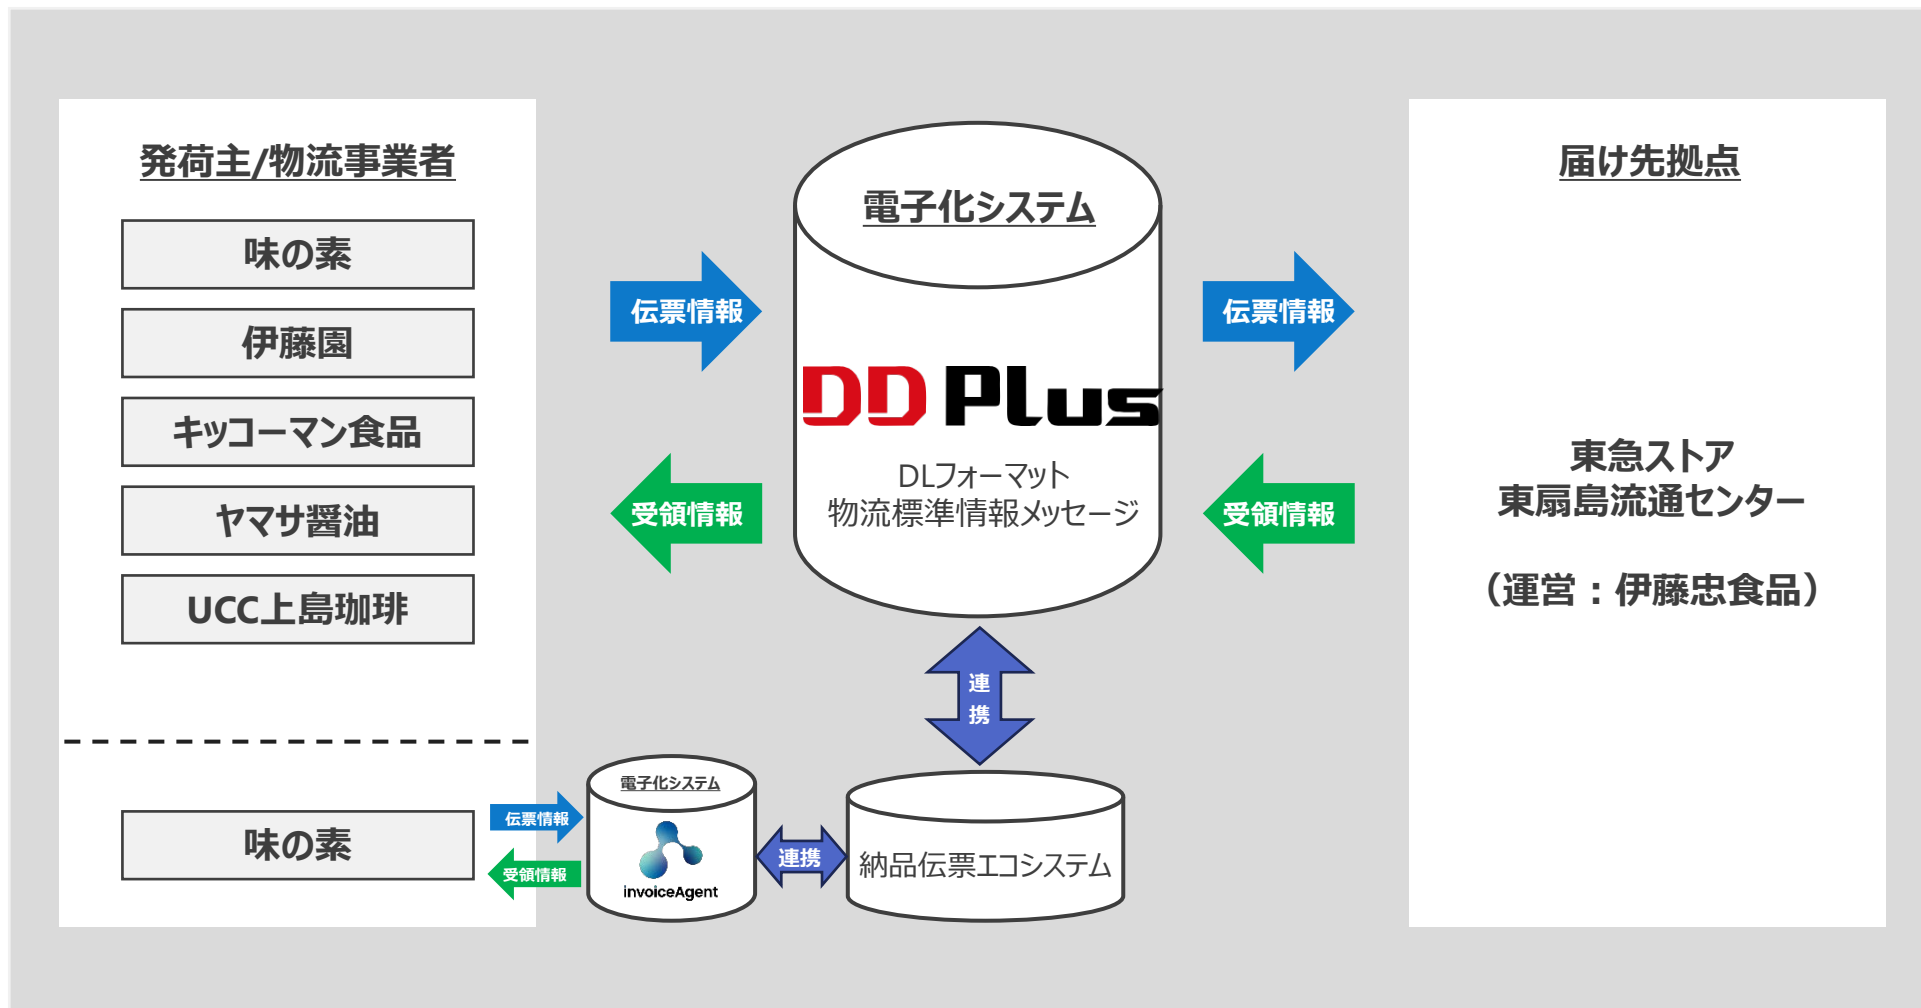 発荷主/物流事業者
味の素
伊藤園
キッコーマン食品
ヤマサ醤油
UCC上島珈琲
味の素
伝票情報
受領情報
電子化システム
DD Plus
DLフォーマット
物流標準情報メッセージ
伝票情報
受領情報
届け先拠点
東急ストア
東扇島流通センター
（運営：伊藤忠食品）
連
携
伝票情報
受領情報
電子化システム
invoiceAgent
連携
納品伝票エコシステム